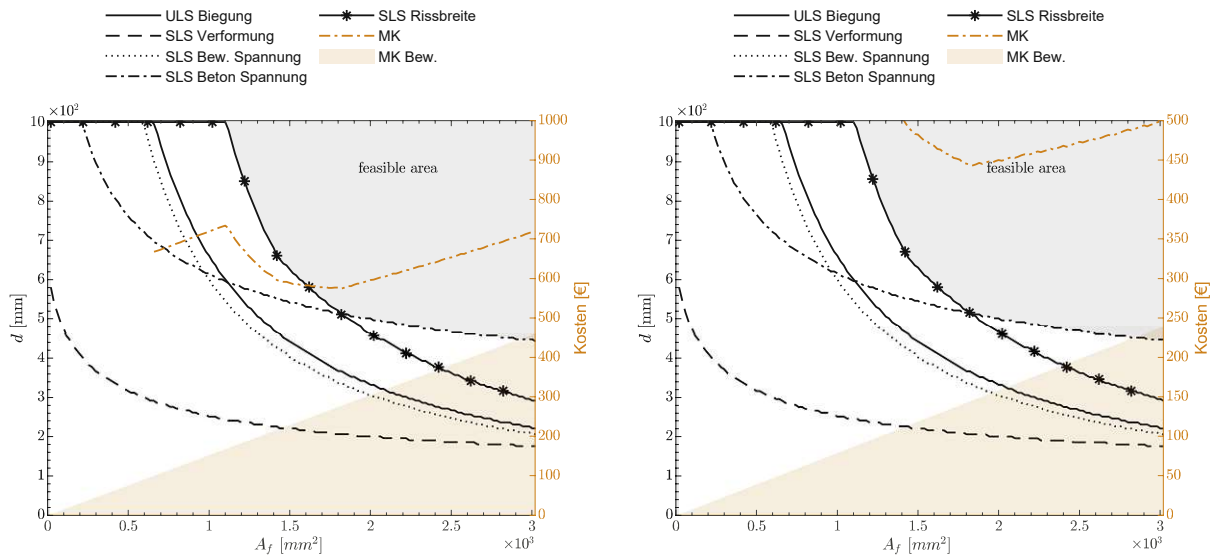 ULS Biegung
SLS Verformung
SLS Bew. Spannung
SLS Beton Spannung
SLS Rissbreite
MK
MK Bew.
×10²
10
9
8
7
6
5
4
3
2
1
0
d [mm]
feasible area
1000
900
800
700
600
500
400
300
200
100
0
Kosten [€]
0 0.5 1 1.5 2 2.5 3
A_f [mm²]
×10³
ULS Biegung
SLS Verformung
SLS Bew. Spannung
SLS Beton Spannung
SLS Rissbreite
MK
MK Bew.
×10²
10
9
8
7
6
5
4
3
2
1
0
d [mm]
feasible area
500
450
400
350
300
250
200
150
100
50
0
Kosten [€]
0 0.5 1 1.5 2 2.5 3
A_f [mm²]
×10³